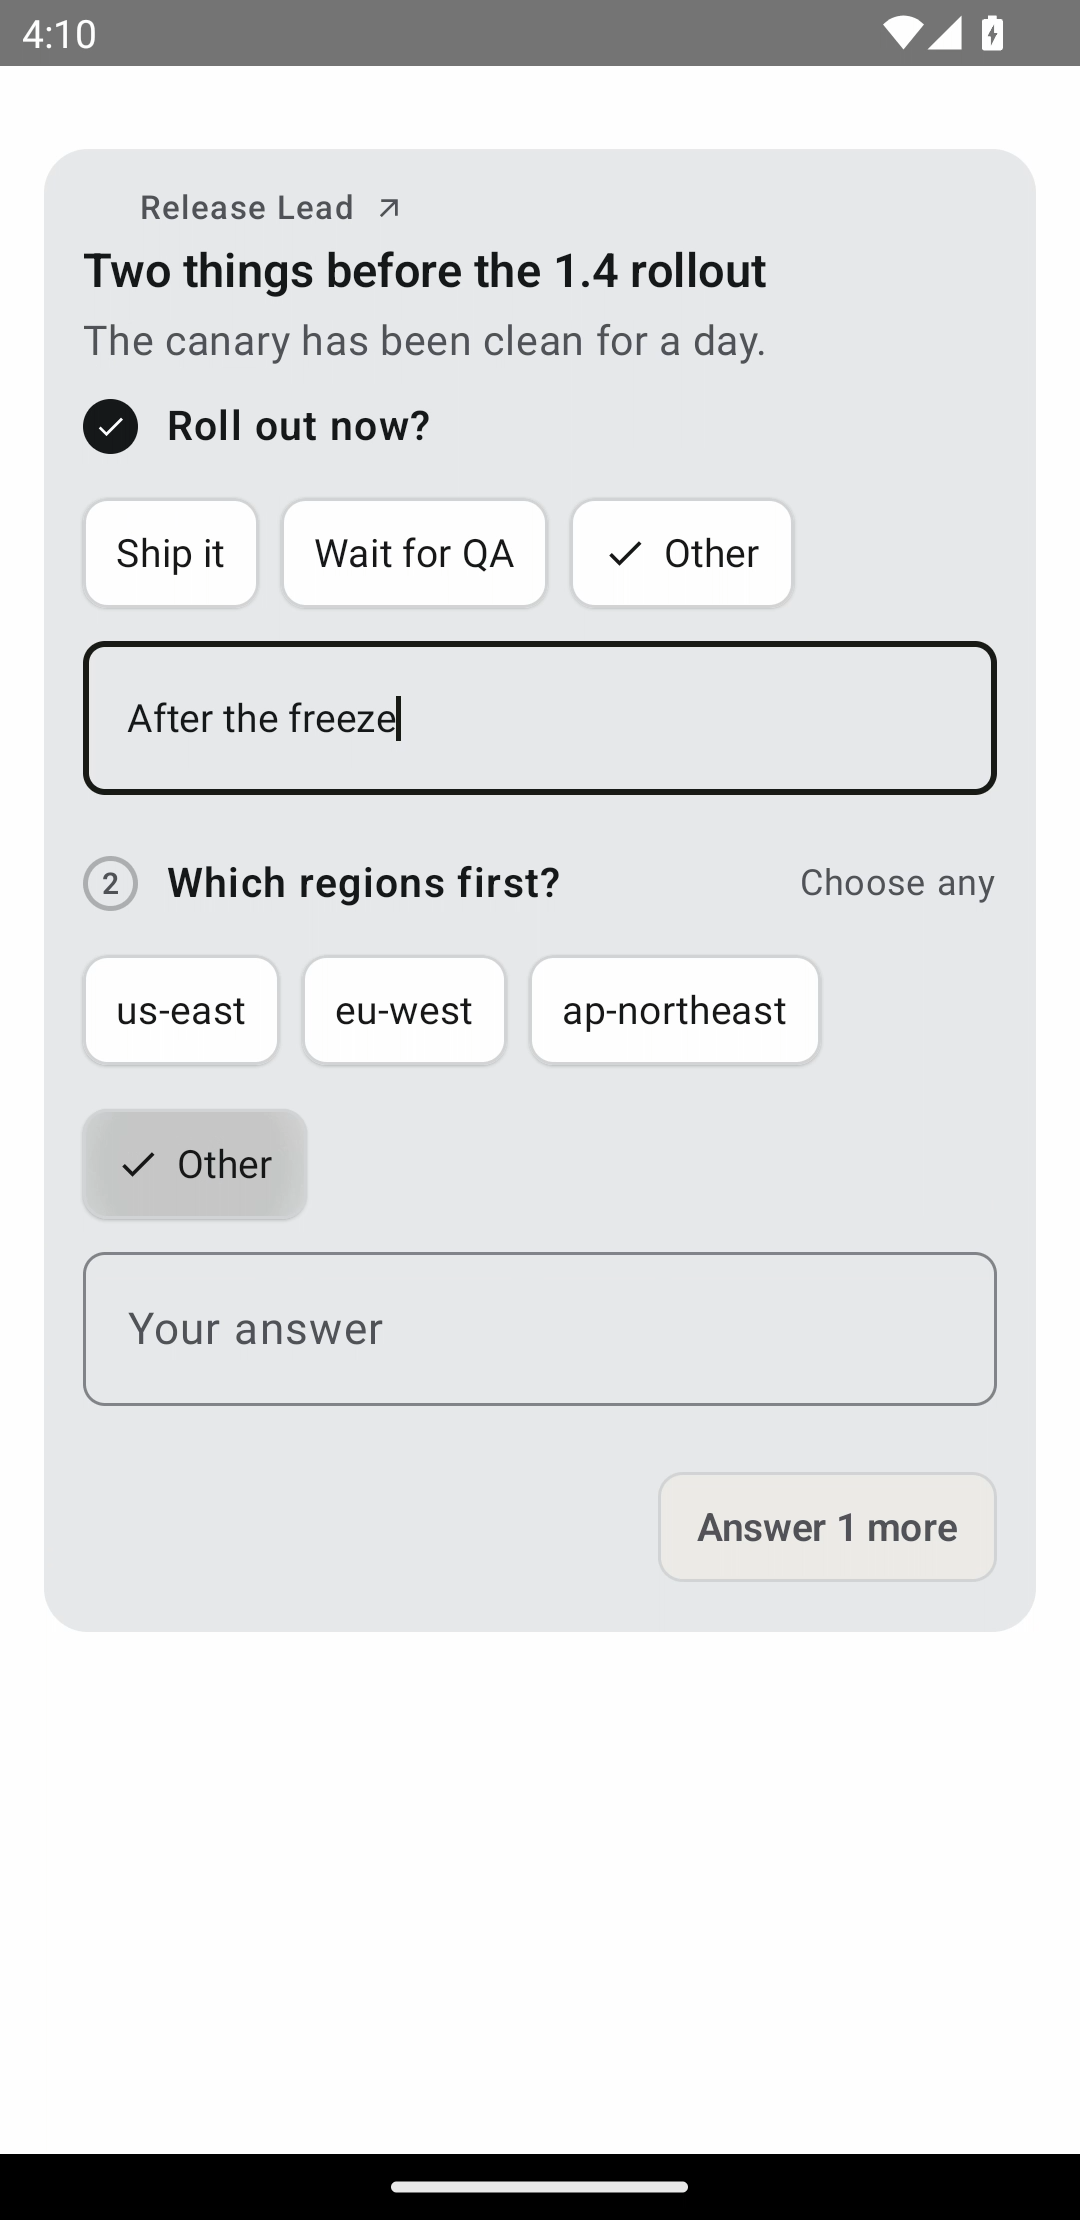 4:10
Release Lead
Two things before the 1.4 rollout
The canary has been clean for a day.
Roll out now?
Ship it Wait for QA Other
After the freeze
2 Which regions first? Choose any
us-east eu-west ap-northeast
Other
Your answer
Answer 1 more